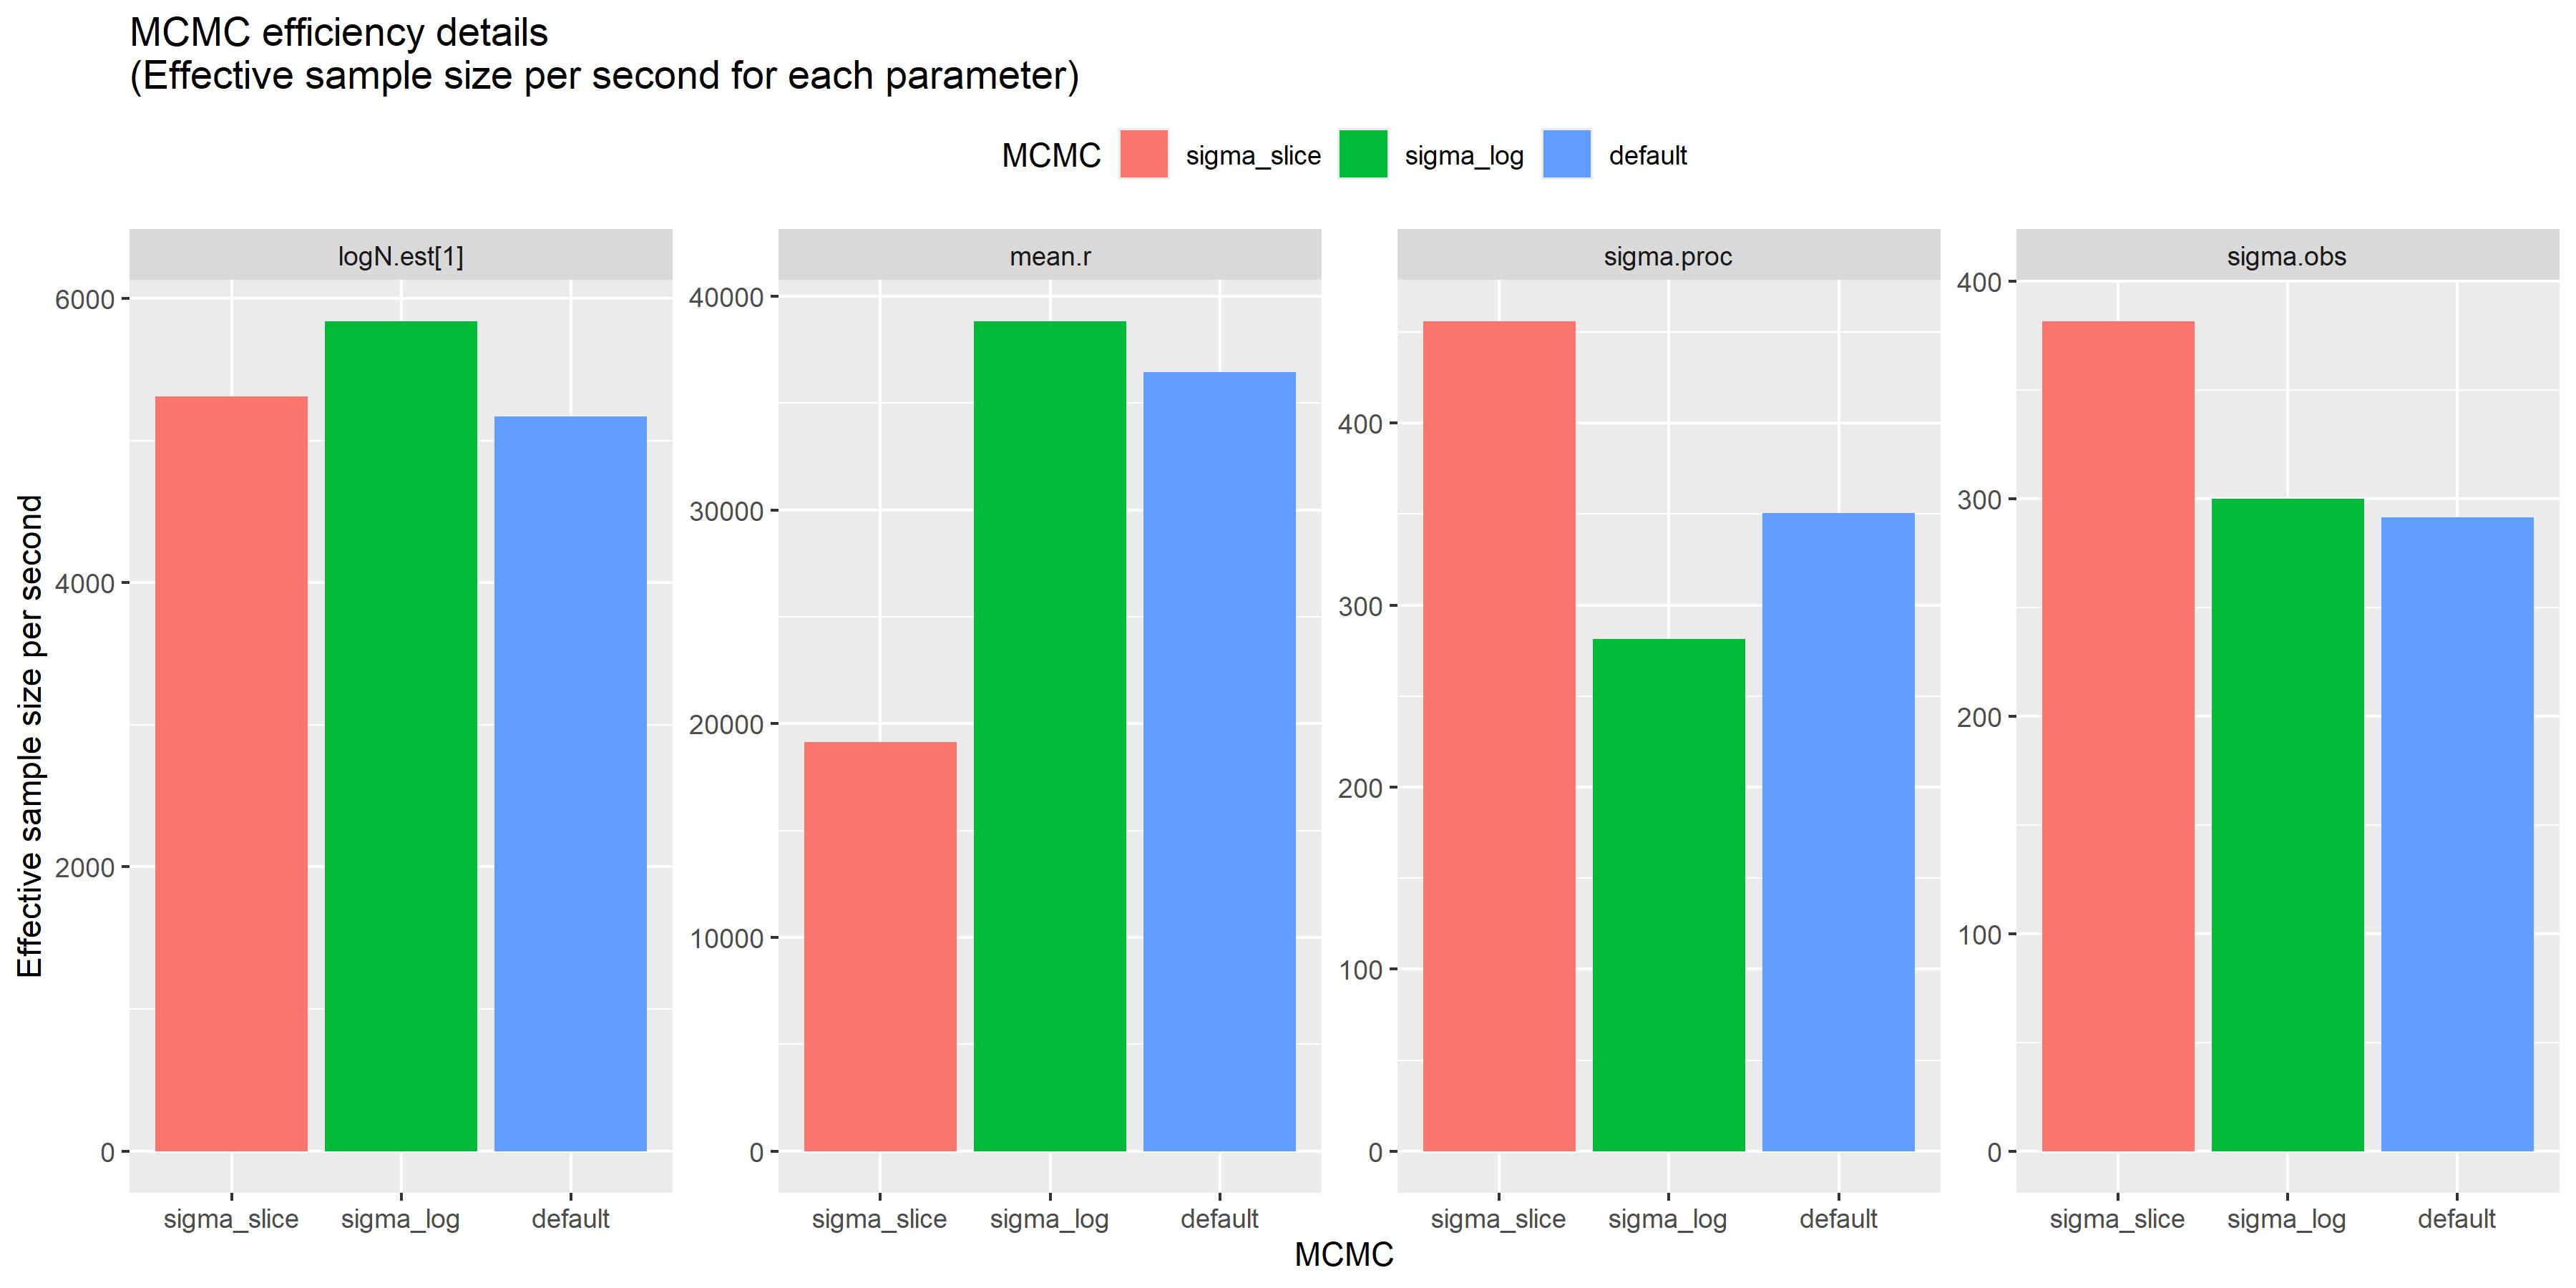 MCMC efficiency details
(Effective sample size per second for each parameter)
MCMC sigma_slice sigma_log default
Effective sample size per second
logN.est[1]
6000
4000
2000
0
sigma_slice sigma_log default
mean.r
40000
30000
20000
10000
0
sigma_slice sigma_log default
sigma.proc
400
300
200
100
0
sigma_slice sigma_log default
sigma.obs
400
300
200
100
0
sigma_slice sigma_log default
MCMC